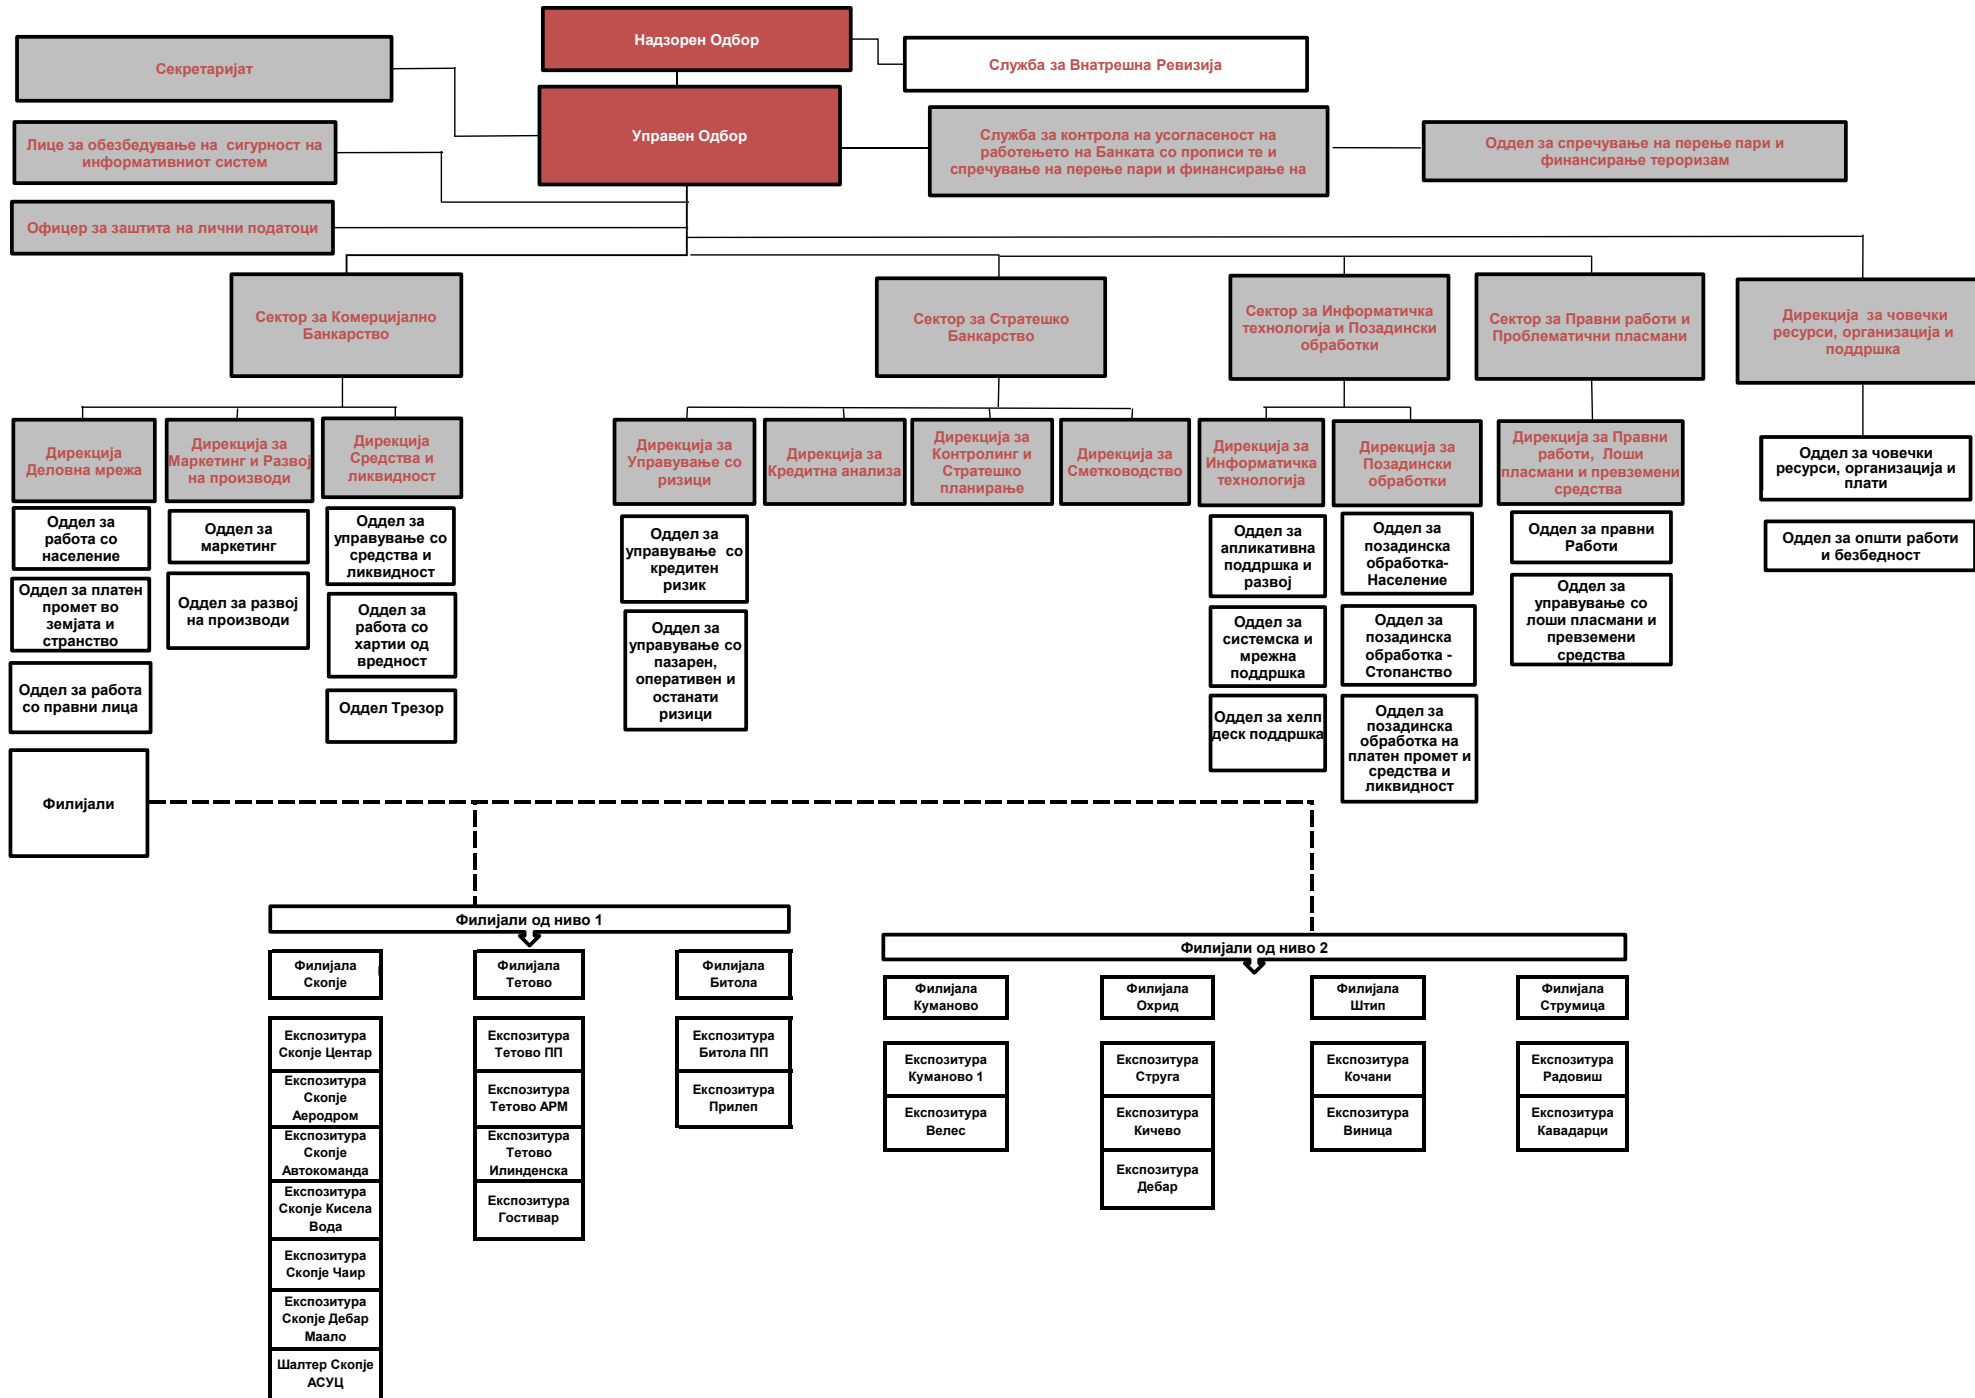 Надзорен Одбор
Секретаријат
Служба за Внатрешна Ревизија
Управен Одбор
Лице за обезбедување на сигурност на
информативниот систем
Служба за контрола на усогласеност на
работењето на Банката со прописи те и
спречување на перење пари и финансирање на
Оддел за спречување на перење пари и
финансирање тероризам
Офицер за заштита на лични податоци
Сектор за Комерцијално
Банкарство
Сектор за Стратешко
Банкарство
Сектор за Информатичка
технологија и Позадински
обработки
Сектор за Правни работи и
Проблематични пласмани
Дирекција за човечки
ресурси, организација и
поддршка
Дирекција
Деловна мрежа
Дирекција за
Маркетинг и Развој
на производи
Дирекција
Средства и
ликвидност
Дирекција за
Управување со
ризици
Дирекција за
Кредитна анализа
Дирекција за
Контролинг и
Стратешко
планирање
Дирекција за
Сметководство
Дирекција за
Информатичка
технологија
Дирекција за
Позадински
обработки
Дирекција за Правни
работи, Лоши
пласмани и превземени
средства
Оддел за човечки
ресурси, организација и
плати
Оддел за
работа со
население
Оддел за
маркетинг
Оддел за
управување со
средства и
ликвидност
Оддел за
управување со
кредитен
ризик
Оддел за
апликативна
поддршка и
развој
Оддел за
позадинска
обработка-
Население
Оддел за правни
Работи
Оддел за општи работи
и безбедност
Оддел за платен
промет во
земјата и
странство
Оддел за развој
на производи
Оддел за
работа со
хартии од
вредност
Оддел за
управување со
пазарен,
оперативен и
останати
ризици
Оддел за
системска и
мрежна
поддршка
Оддел за
позадинска
обработка -
Стопанство
Оддел за
управување со
лоши пласмани и
превземени
средства
Оддел за работа
со правни лица
Оддел Трезор
Оддел за хелп
деск поддршка
Оддел за
позадинска
обработка на
платен промет и
средства и
ликвидност
Филијали
Филијали од ниво 1
Филијали од ниво 2
Филијала
Скопје
Филијала
Тетово
Филијала
Битола
Филијала
Куманово
Филијала
Охрид
Филијала
Штип
Филијала
Струмица
Експозитура
Скопје Центар
Експозитура
Скопје
Аеродром
Експозитура
Скопје
Автокоманда
Експозитура
Скопје Кисела
Вода
Експозитура
Скопје Чаир
Експозитура
Скопје Дебар
Маало
Шалтер Скопје
АСУЦ
Експозитура
Тетово ПП
Експозитура
Тетово АРМ
Експозитура
Тетово
Илинденска
Експозитура
Гостивар
Експозитура
Битола ПП
Експозитура
Прилеп
Експозитура
Куманово 1
Експозитура
Велес
Експозитура
Струга
Експозитура
Кичево
Експозитура
Дебар
Експозитура
Кочани
Експозитура
Виница
Експозитура
Радовиш
Експозитура
Кавадарци